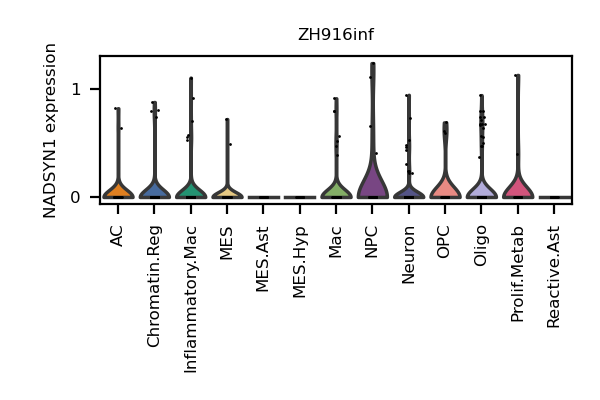 ZH916inf
NADSYN1 expression
1
0
AC
Chromatin.Reg
Inflammatory.Mac
MES
MES.Ast
MES.Hyp
Mac
NPC
Neuron
OPC
Oligo
Prolif.Metab
Reactive.Ast